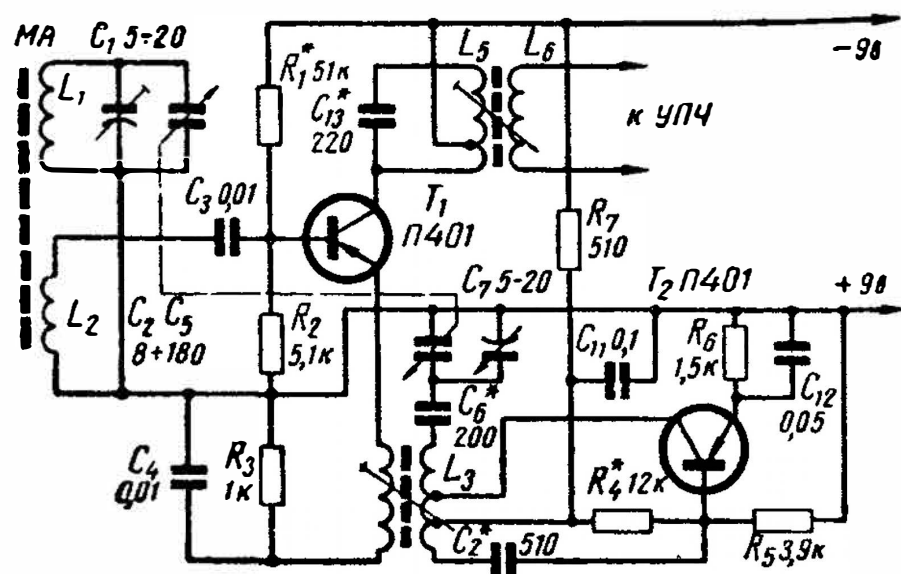 МА
C₁ 5÷20
L₁
R₁* 51к
C₁₃*
220
L₅
L₆
−9в
к УПЧ
C₃ 0,01
T₁
П401
R₇
510
C₇ 5-20
T₂ П401
+9в
L₂
C₂ C₅
8÷180
R₂
5,1к
C₁₁ 0,1
R₆
1,5к
C₁₂
0,05
C₆*
200
C₄
0,01
R₃
1к
L₃
R₄* 12к
C₂* 510
R₅ 3,9к